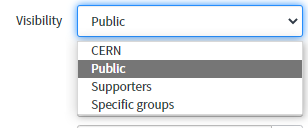 Visibility Public
CERN
Public
Supporters
Specific groups